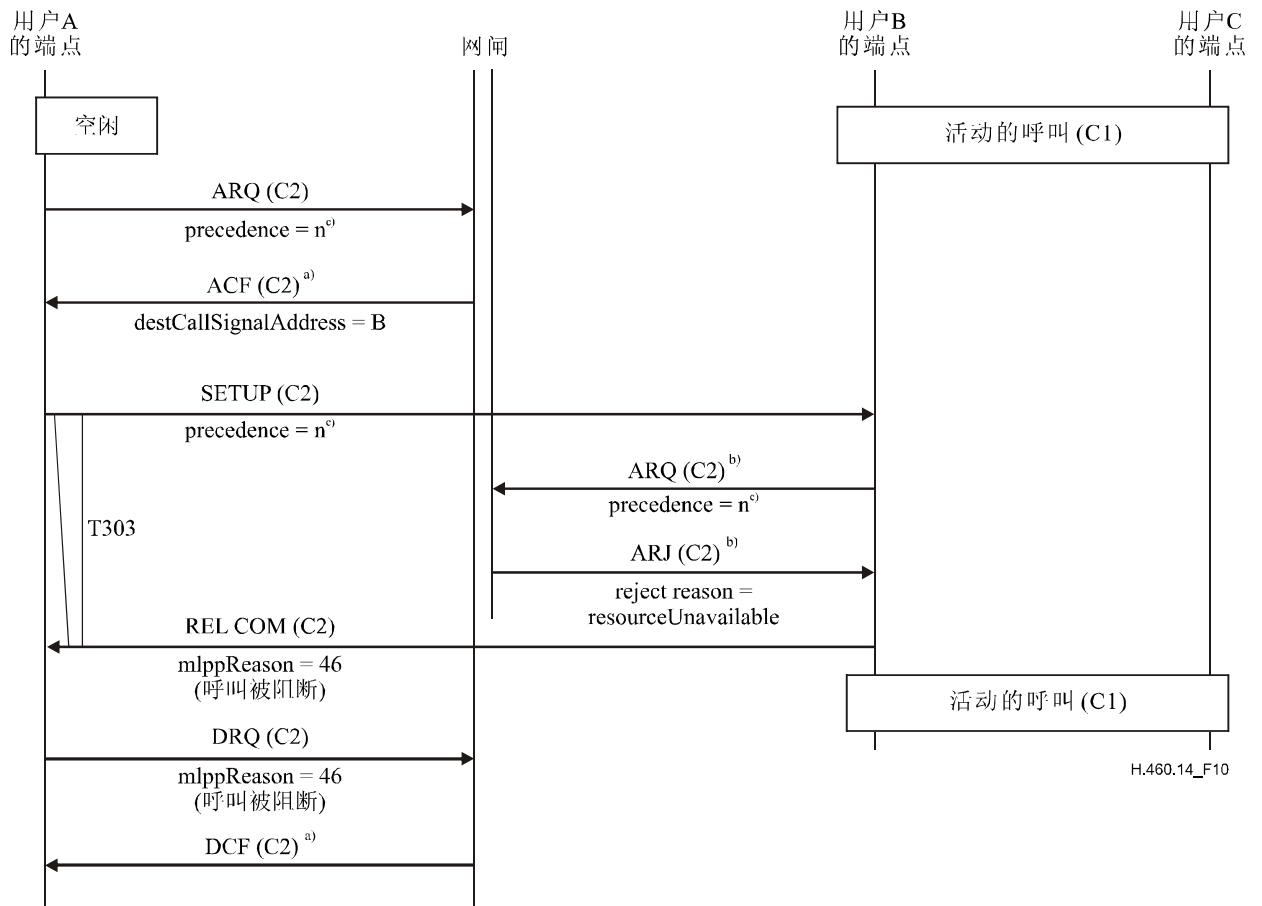 用户A
的端点
网闸
用户B
的端点
用户C
的端点
空闲
活动的呼叫 (C1)
ARQ (C2)
precedence = n c)
ACF (C2) a)
destCallSignalAddress = B
SETUP (C2)
precedence = n c)
ARQ (C2) b)
precedence = n c)
T303
ARJ (C2) b)
reject reason =
resourceUnavailable
REL COM (C2)
mlppReason = 46
(呼叫被阻断)
活动的呼叫 (C1)
DRQ (C2)
mlppReason = 46
(呼叫被阻断)
H.460.14_F10
DCF (C2) a)